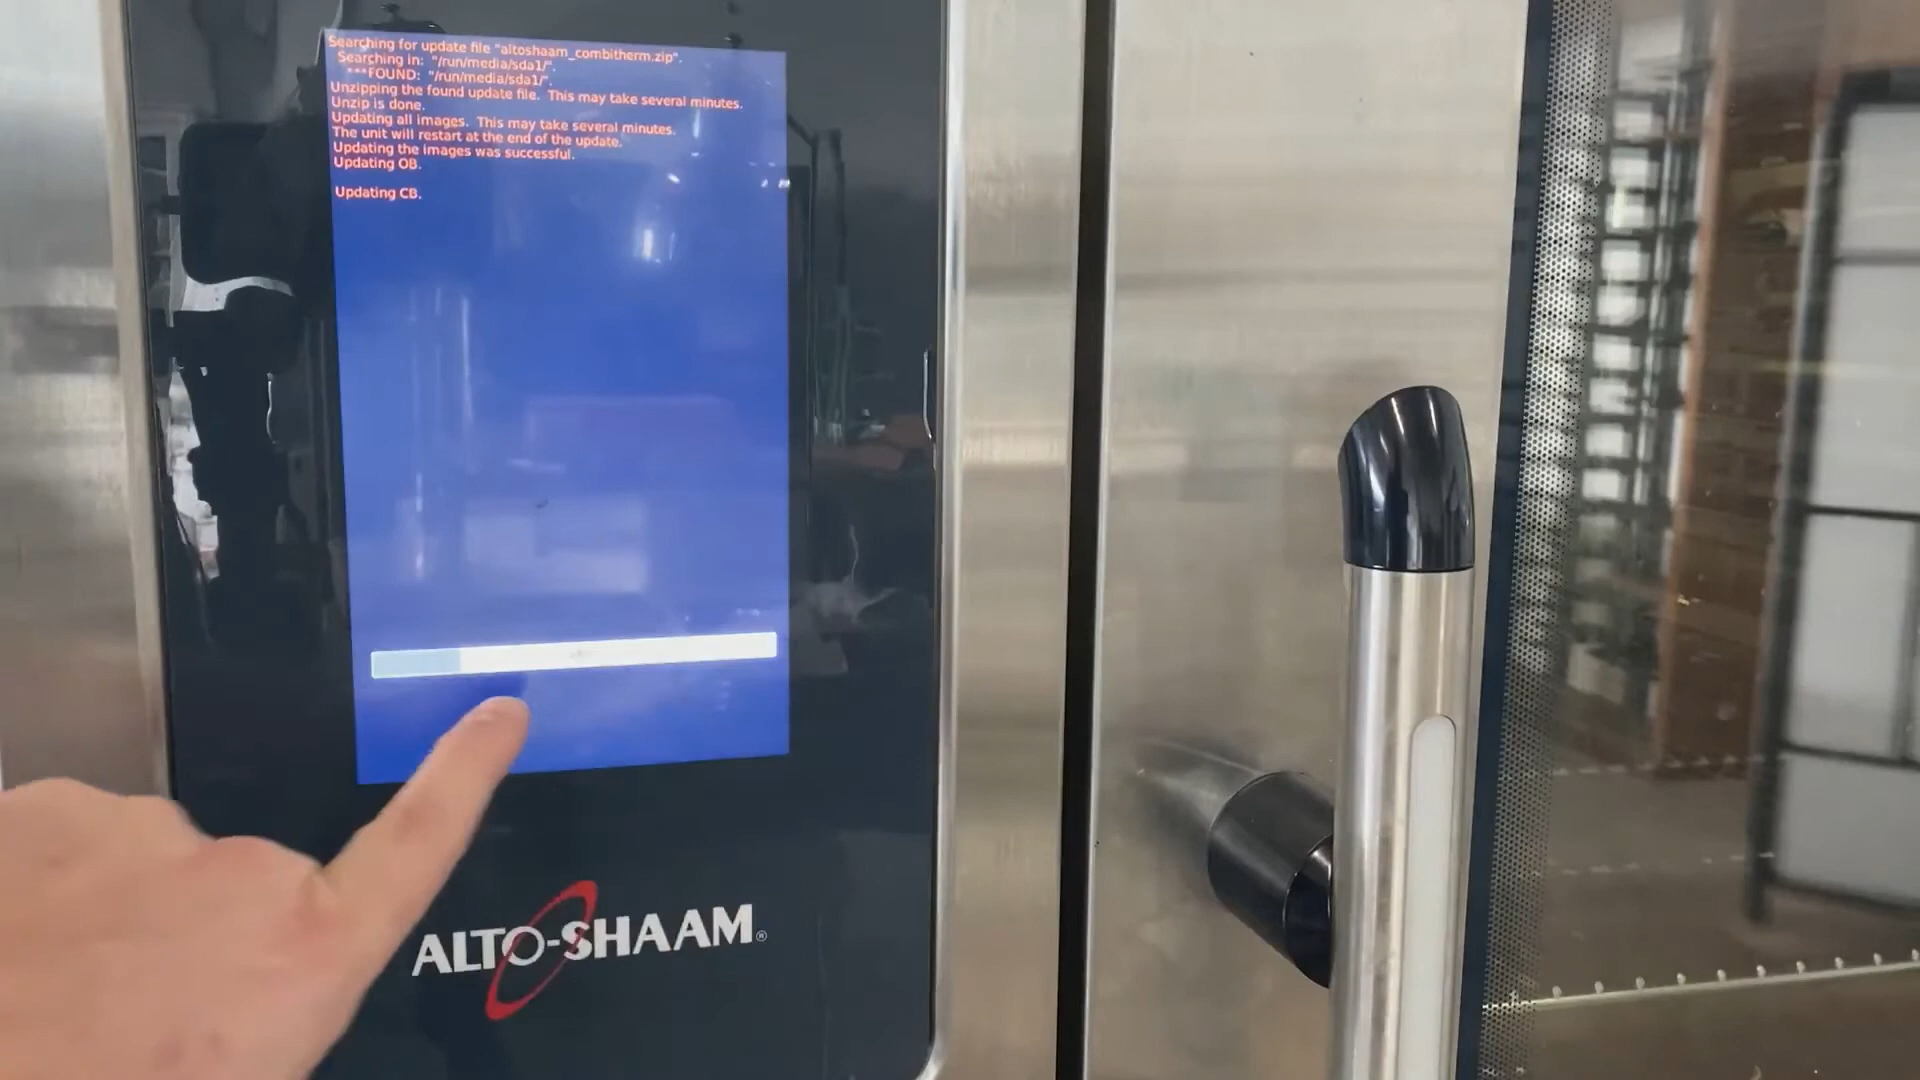 Searching for update file "altoshaam_combitherm.zip".
Searching in: "/run/media/sda1/".
***FOUND: "/run/media/sda1/".
Unzipping the found update file. This may take several minutes.
Unzip is done.
Updating all images. This may take several minutes.
The unit will restart at the end of the update.
Updating the images was successful.
Updating OB.
Updating CB.
ALTO-SHAAM®